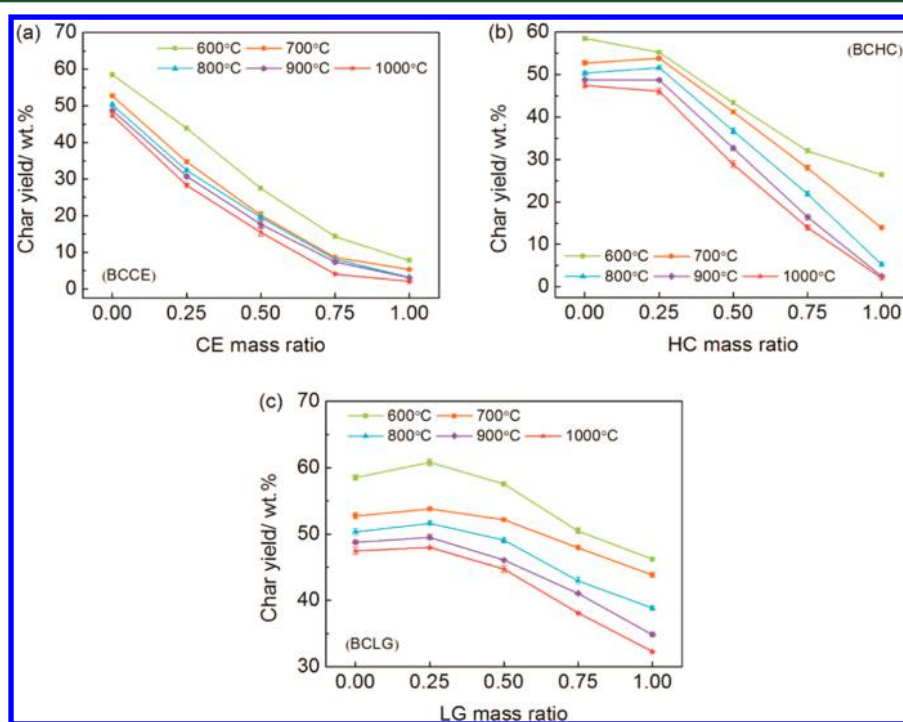 (a)
Char yield/ wt.%
70
60
50
40
30
20
10
0
600°C 700°C
800°C 900°C 1000°C
(BCCE)
0.00 0.25 0.50 0.75 1.00
CE mass ratio
(b)
Char yield/ wt.%
60
50
40
30
20
10
0
(BCHC)
600°C 700°C
800°C 900°C 1000°C
0.00 0.25 0.50 0.75 1.00
HC mass ratio
(c)
Char yield/ wt.%
70
60
50
40
30
600°C 700°C
800°C 900°C 1000°C
(BCLG)
0.00 0.25 0.50 0.75 1.00
LG mass ratio